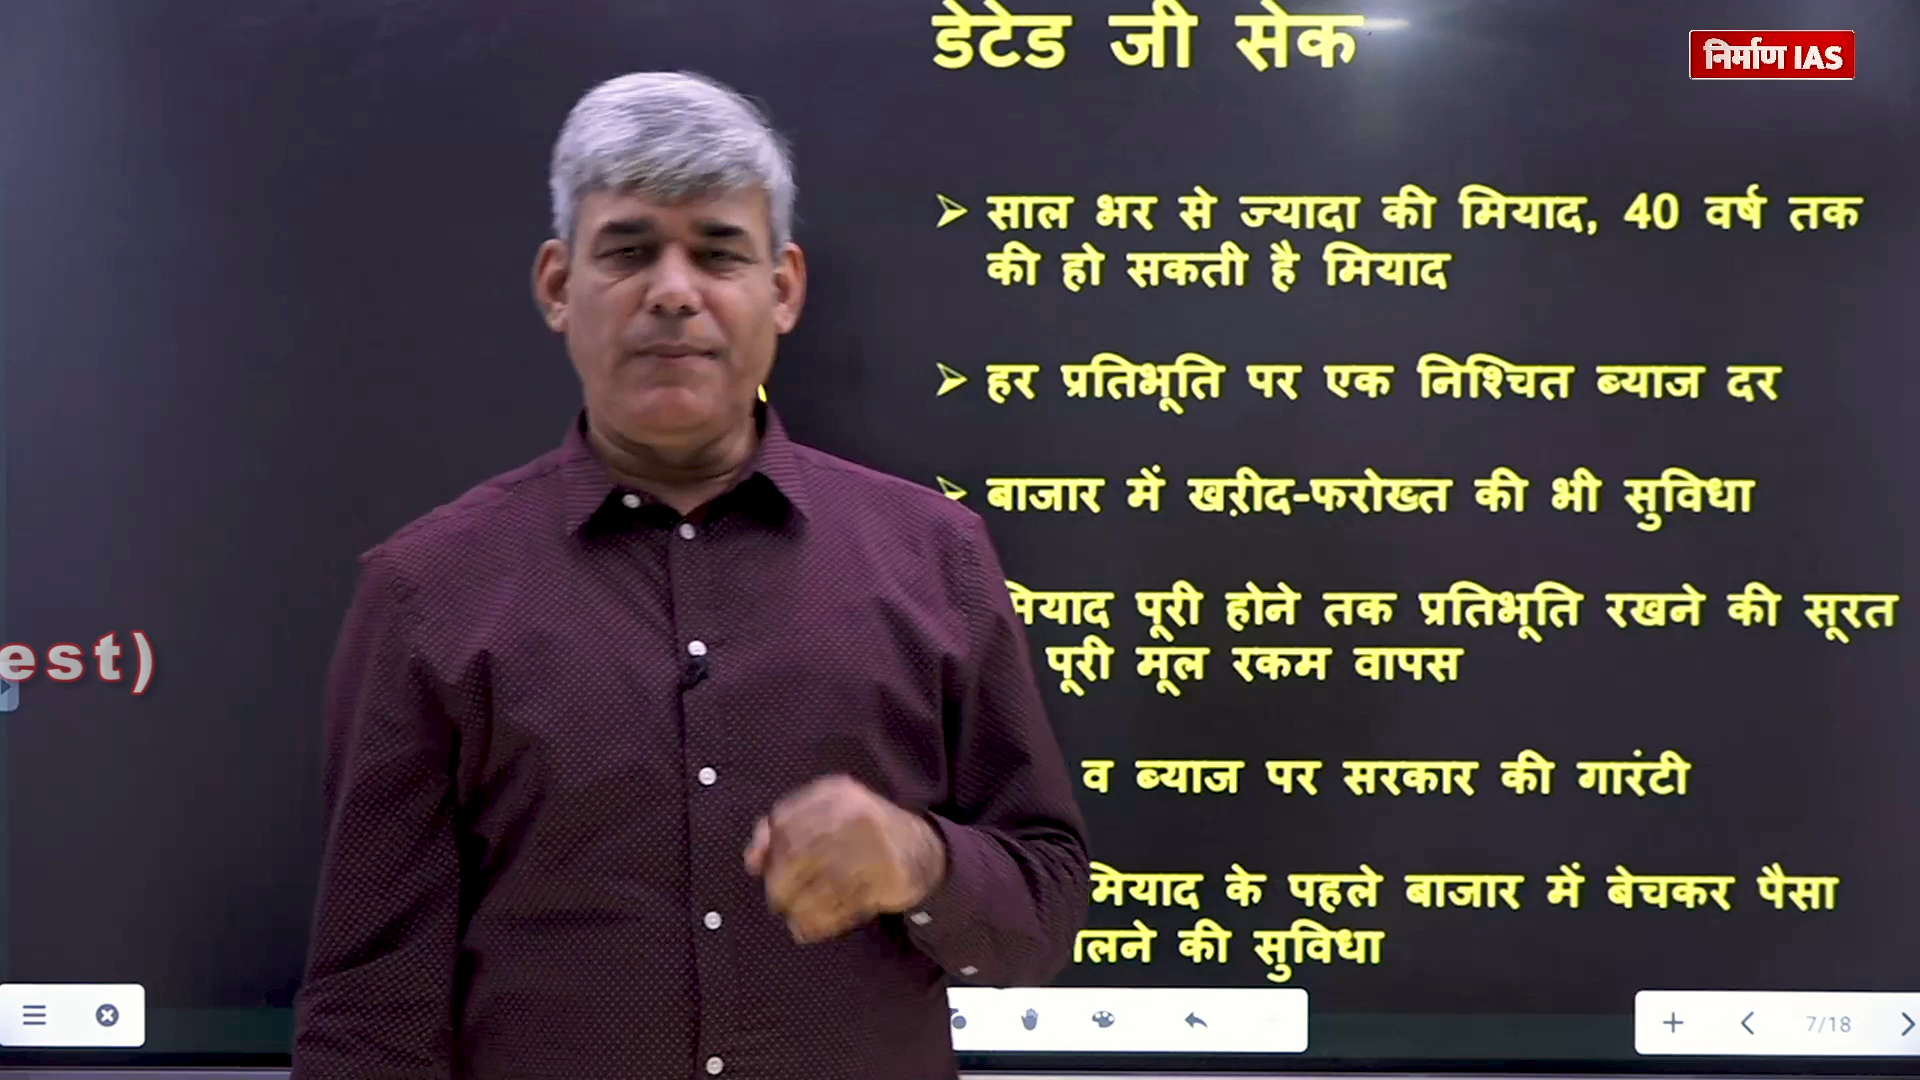 डेटेड जी सेक
निर्माण IAS
साल भर से ज्यादा की मियाद, 40 वर्ष तक
की हो सकती है मियाद
हर प्रतिभूति पर एक निश्चित ब्याज दर
बाजार में खऱीद-फरोख्त की भी सुविधा
मियाद पूरी होने तक प्रतिभूति रखने की सूरत
पूरी मूल रकम वापस
est)
व ब्याज पर सरकार की गारंटी
मियाद के पहले बाजार में बेचकर पैसा
की सुविधा
7/18